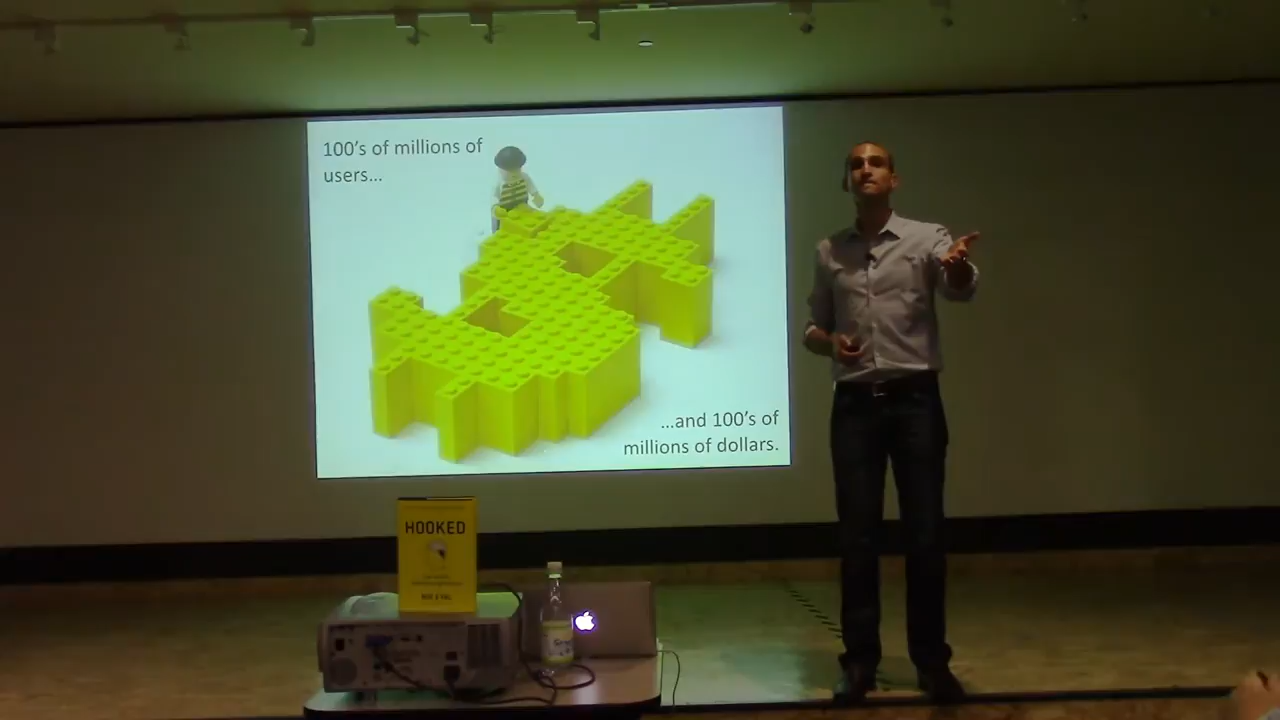 100's of millions of
users...
...and 100's of
millions of dollars.
HOOKED